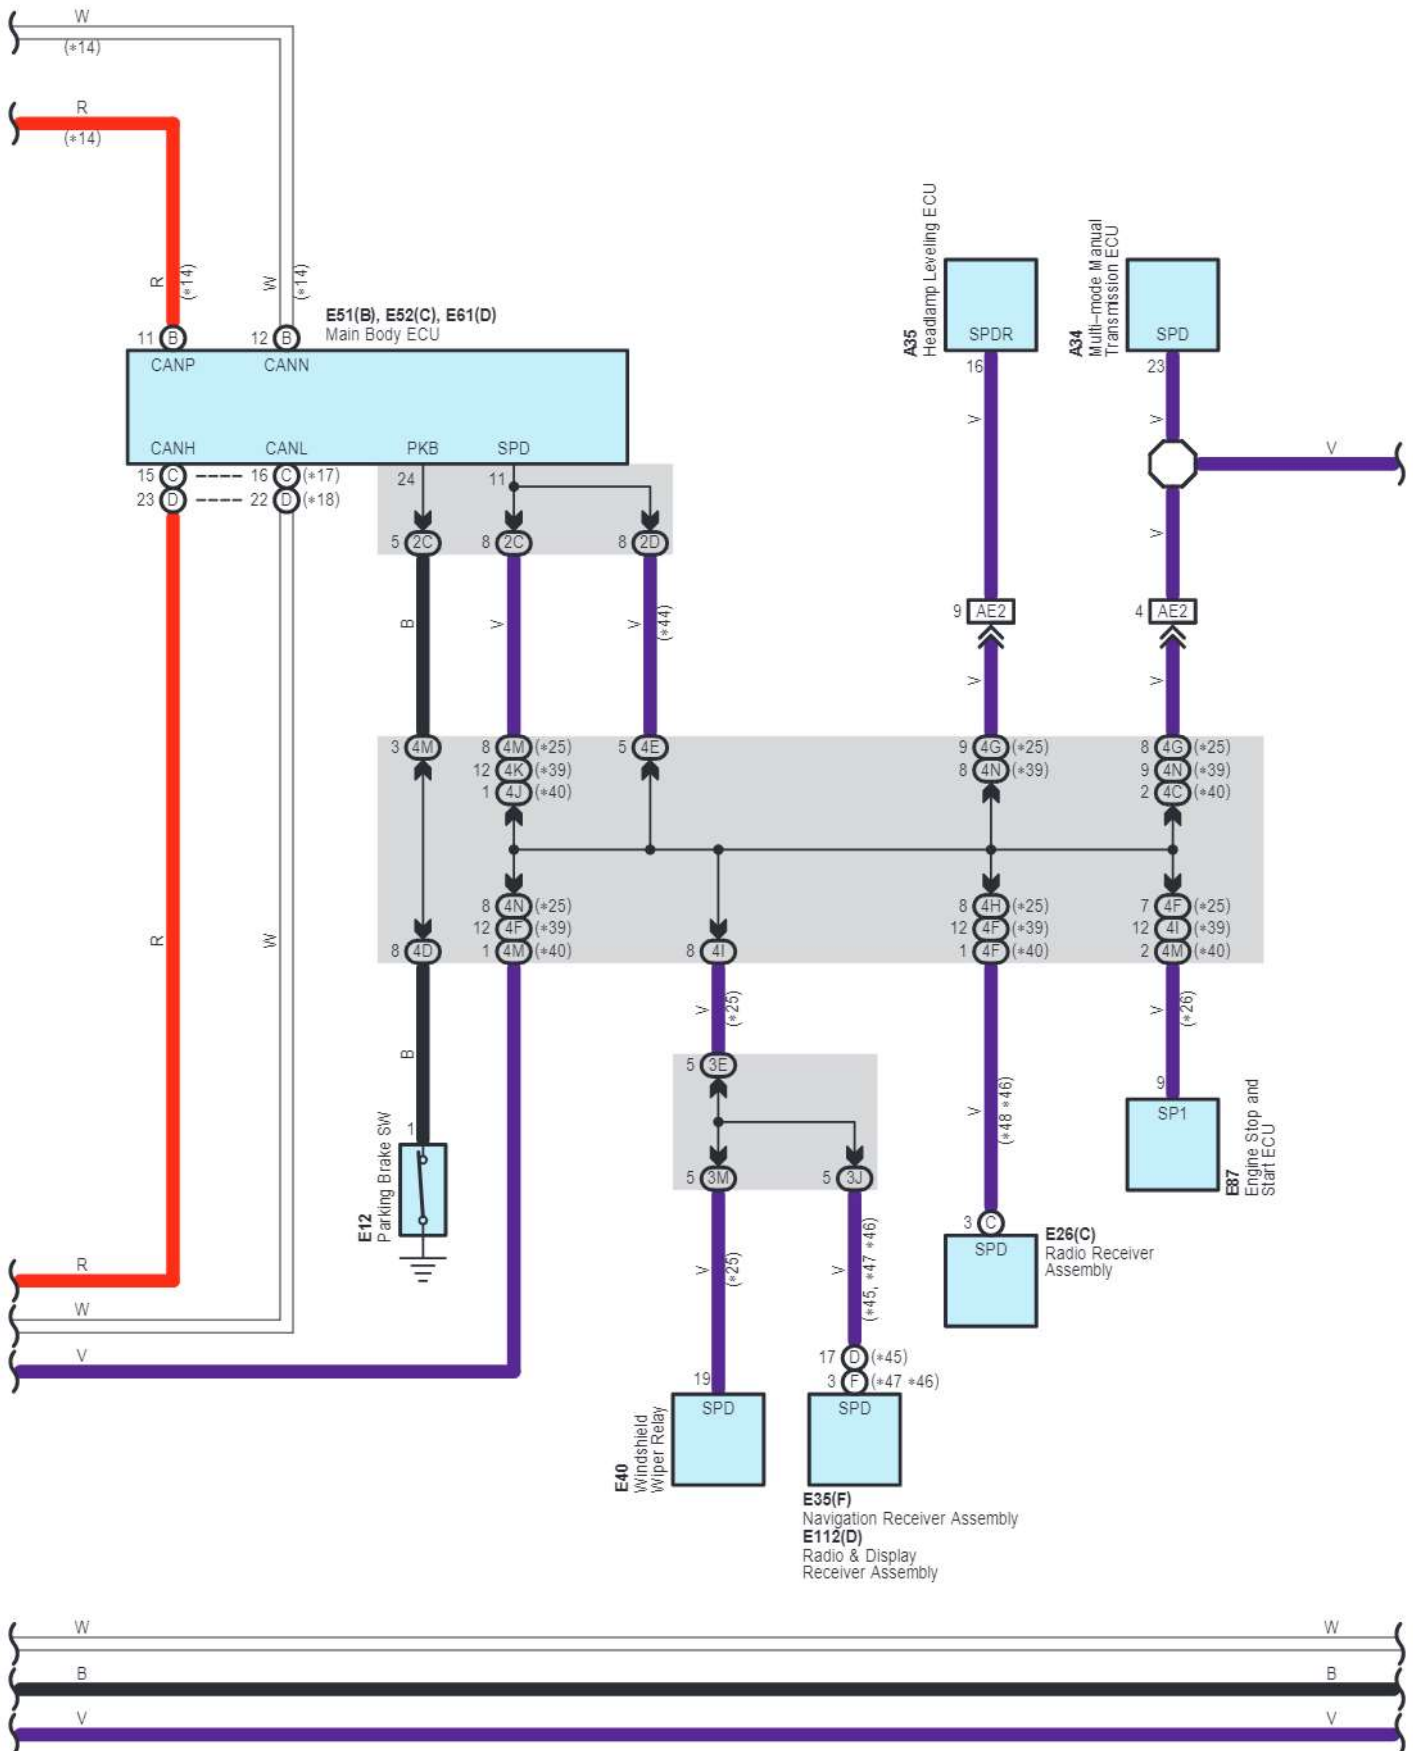 W
(*14)
R
(*14)
R
(*14)
W
(*14)
E51(B), E52(C), E61(D)
Main Body ECU
11 B
12 B
CANP
CANN
CANH
CANL
PKB
SPD
15 C
16 C (*17)
23 D
22 D (*18)
24
11
5 2C
8 2C
8 2D
B
V
V
(*44)
A35
Headlamp Leveling ECU
SPDR
16
V
9 AE2
V
A34
Multi-mode Manual
Transmission ECU
SPD
23
V
V
V
4 AE2
V
3 4M
8 4M (*25)
12 4K (*39)
1 4J (*40)
5 4E
9 4G (*25)
8 4N (*39)
8 4G (*25)
9 4N (*39)
2 4C (*40)
8 4D
8 4N (*25)
12 4F (*39)
1 4M (*40)
8 4I
8 4H (*25)
12 4F (*39)
1 4F (*40)
7 4F (*25)
12 4I (*39)
2 4M (*40)
R
W
B
V
(*25)
V
(*48 *46)
V
(*26)
5 3E
5 3M
5 3J
1
E12
Parking Brake SW
9
SP1
E87
Engine Stop and
Start ECU
3 C
SPD
E26(C)
Radio Receiver
Assembly
V
(*25)
V
(*45, *47 *46)
R
W
V
17 D (*45)
3 F (*47 *46)
19
SPD
SPD
E40
Windshield
Wiper Relay
E35(F)
Navigation Receiver Assembly
E112(D)
Radio & Display
Receiver Assembly
W
W
B
B
V
V